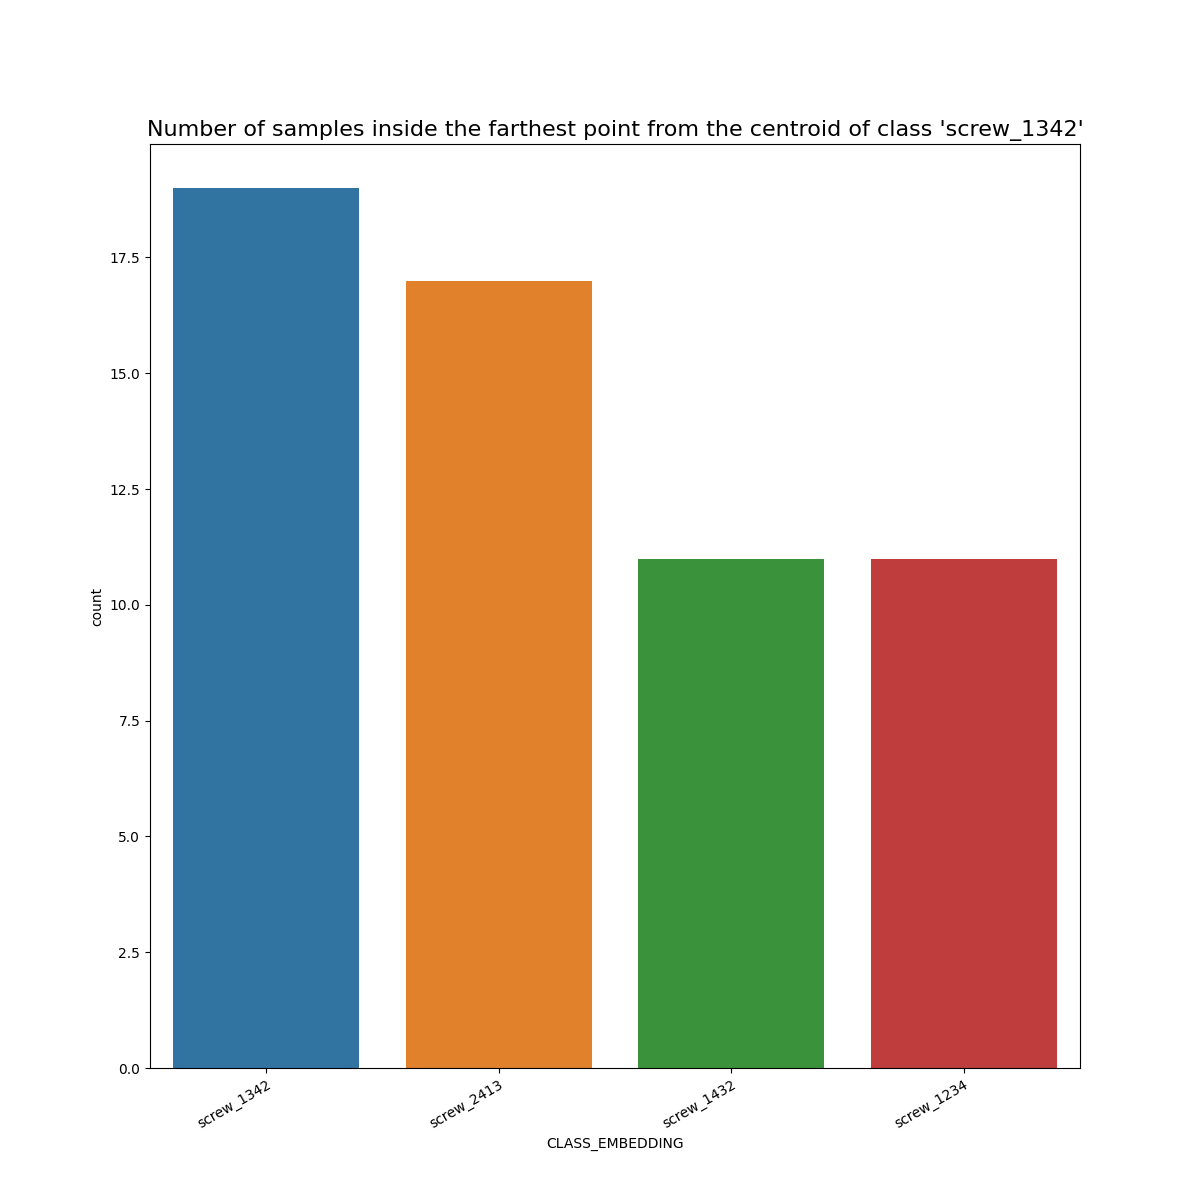 Number of samples inside the farthest point from the centroid of class 'screw_1342'
17.5
15.0
12.5
10.0
7.5
5.0
2.5
0.0
count
screw_1342
screw_2413
screw_1432
screw_1234
CLASS_EMBEDDING